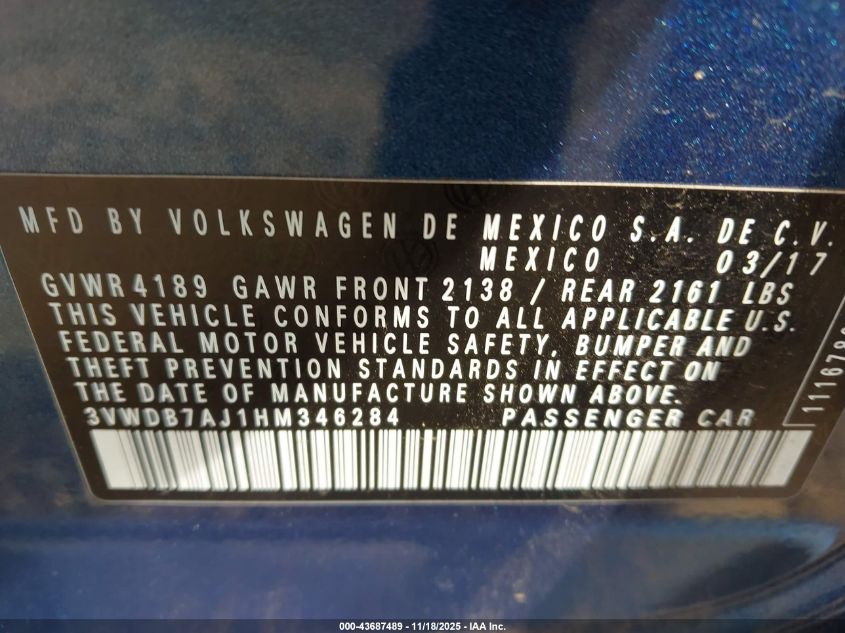 MFD BY VOLKSWAGEN DE MEXICO S.A. DE C.V.
MEXICO 03/17
GVWR 4189 GAWR FRONT 2138 / REAR 2161 LBS
THIS VEHICLE CONFORMS TO ALL APPLICABLE U.S.
FEDERAL MOTOR VEHICLE SAFETY, BUMPER AND
THEFT PREVENTION STANDARDS IN EFFECT ON
THE DATE OF MANUFACTURE SHOWN ABOVE.
3VWDB7AJ1HM346284 PASSENGER CAR
000-43687489 - 11/18/2025 - IAA Inc.